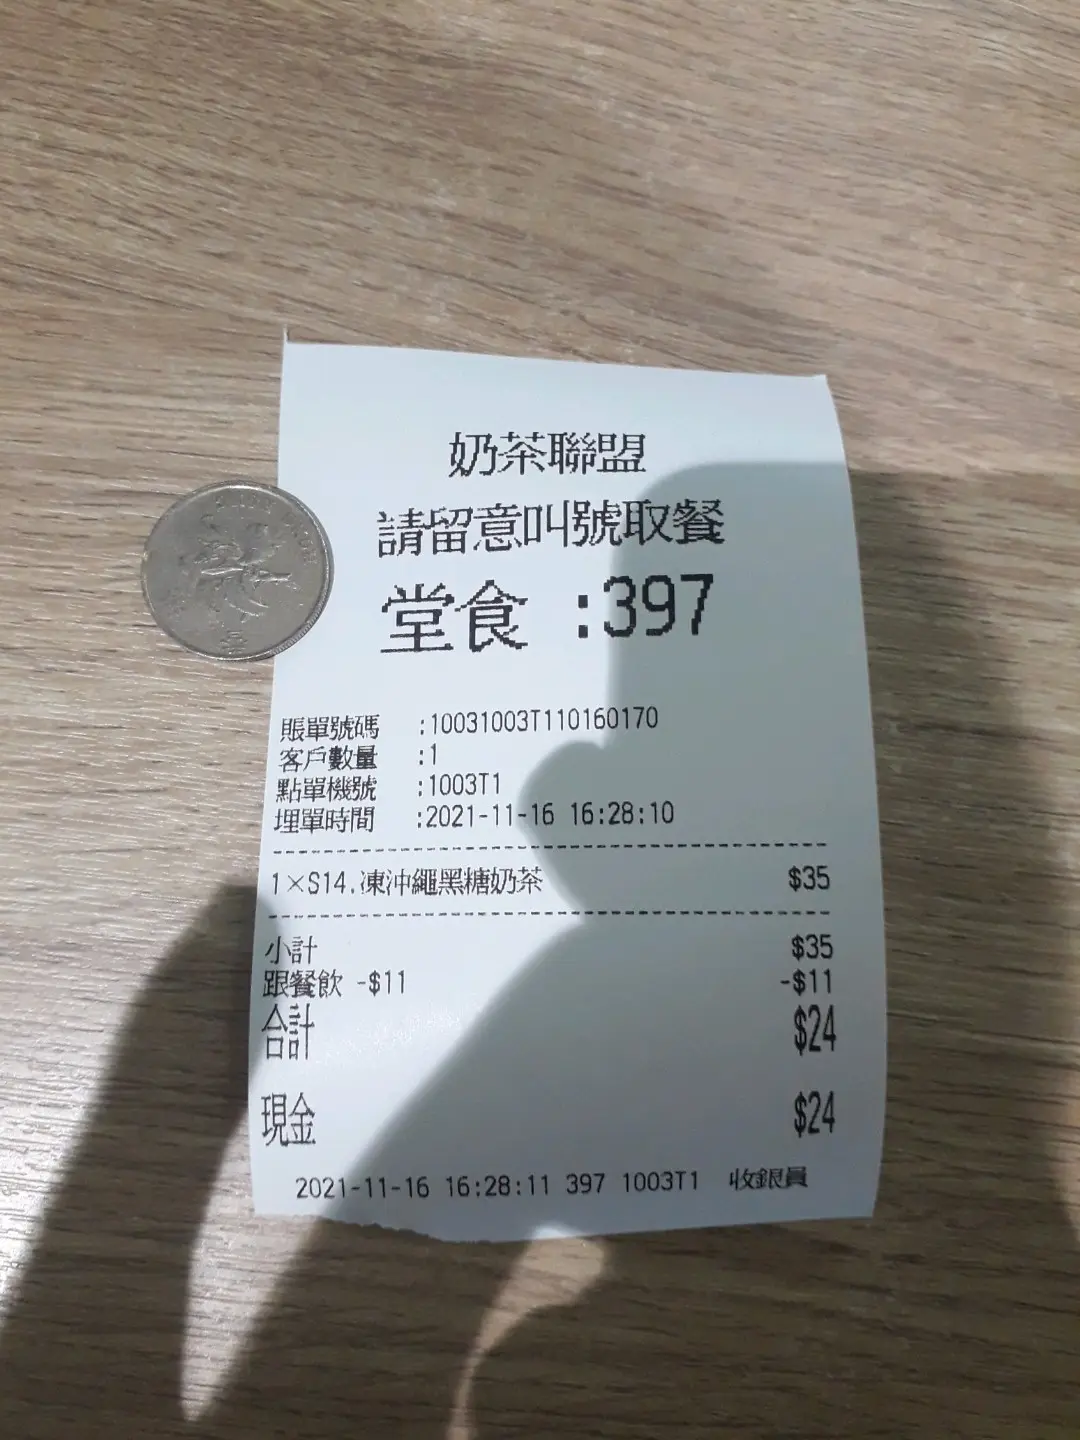 奶茶聯盟
請留意叫號取餐
堂食 :397
賬單號碼 :10031003T110160170
客戶數量 :1
點單機號 :1003T1
埋單時間 :2021-11-16 16:28:10
1×S14.凍沖繩黑糖奶茶 $35
小計 $35
跟餐飲 -$11 -$11
合計 $24
現金 $24
2021-11-16 16:28:11 397 1003T1 收銀員